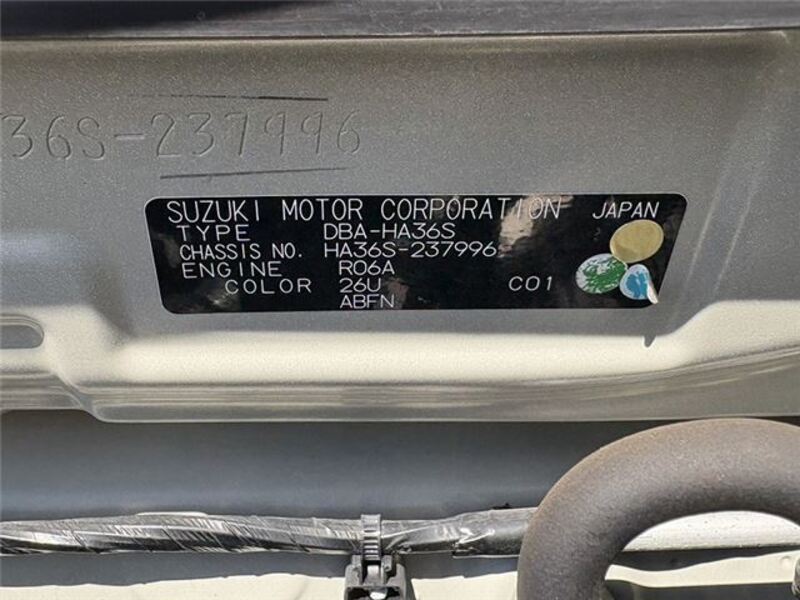 36S-237996
SUZUKI MOTOR CORPORATION JAPAN
TYPE DBA-HA36S
CHASSIS NO. HA36S-237996
ENGINE R06A
COLOR 26U C01
ABFN